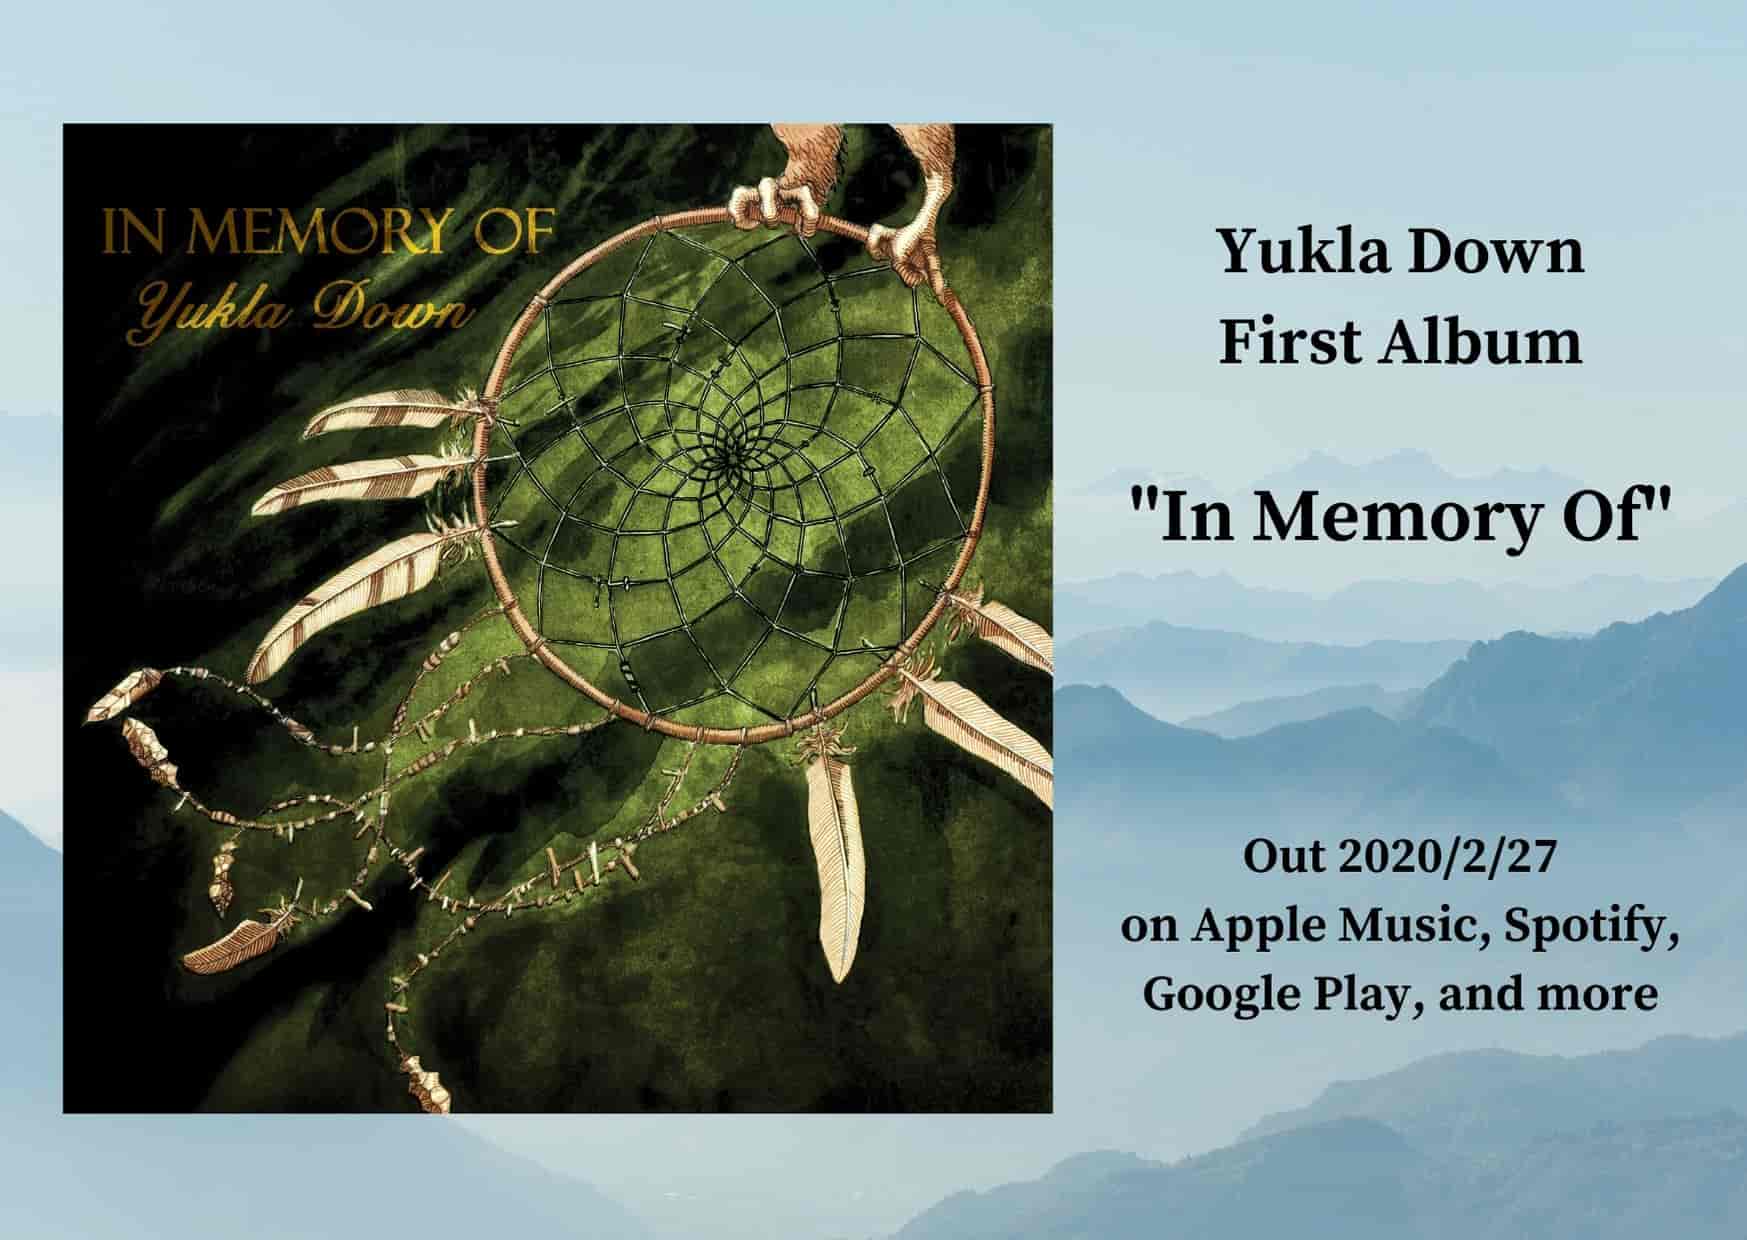 IN MEMORY OF
Yukla Down
Yukla Down
First Album
"In Memory Of"
Out 2020/2/27
on Apple Music, Spotify,
Google Play, and more